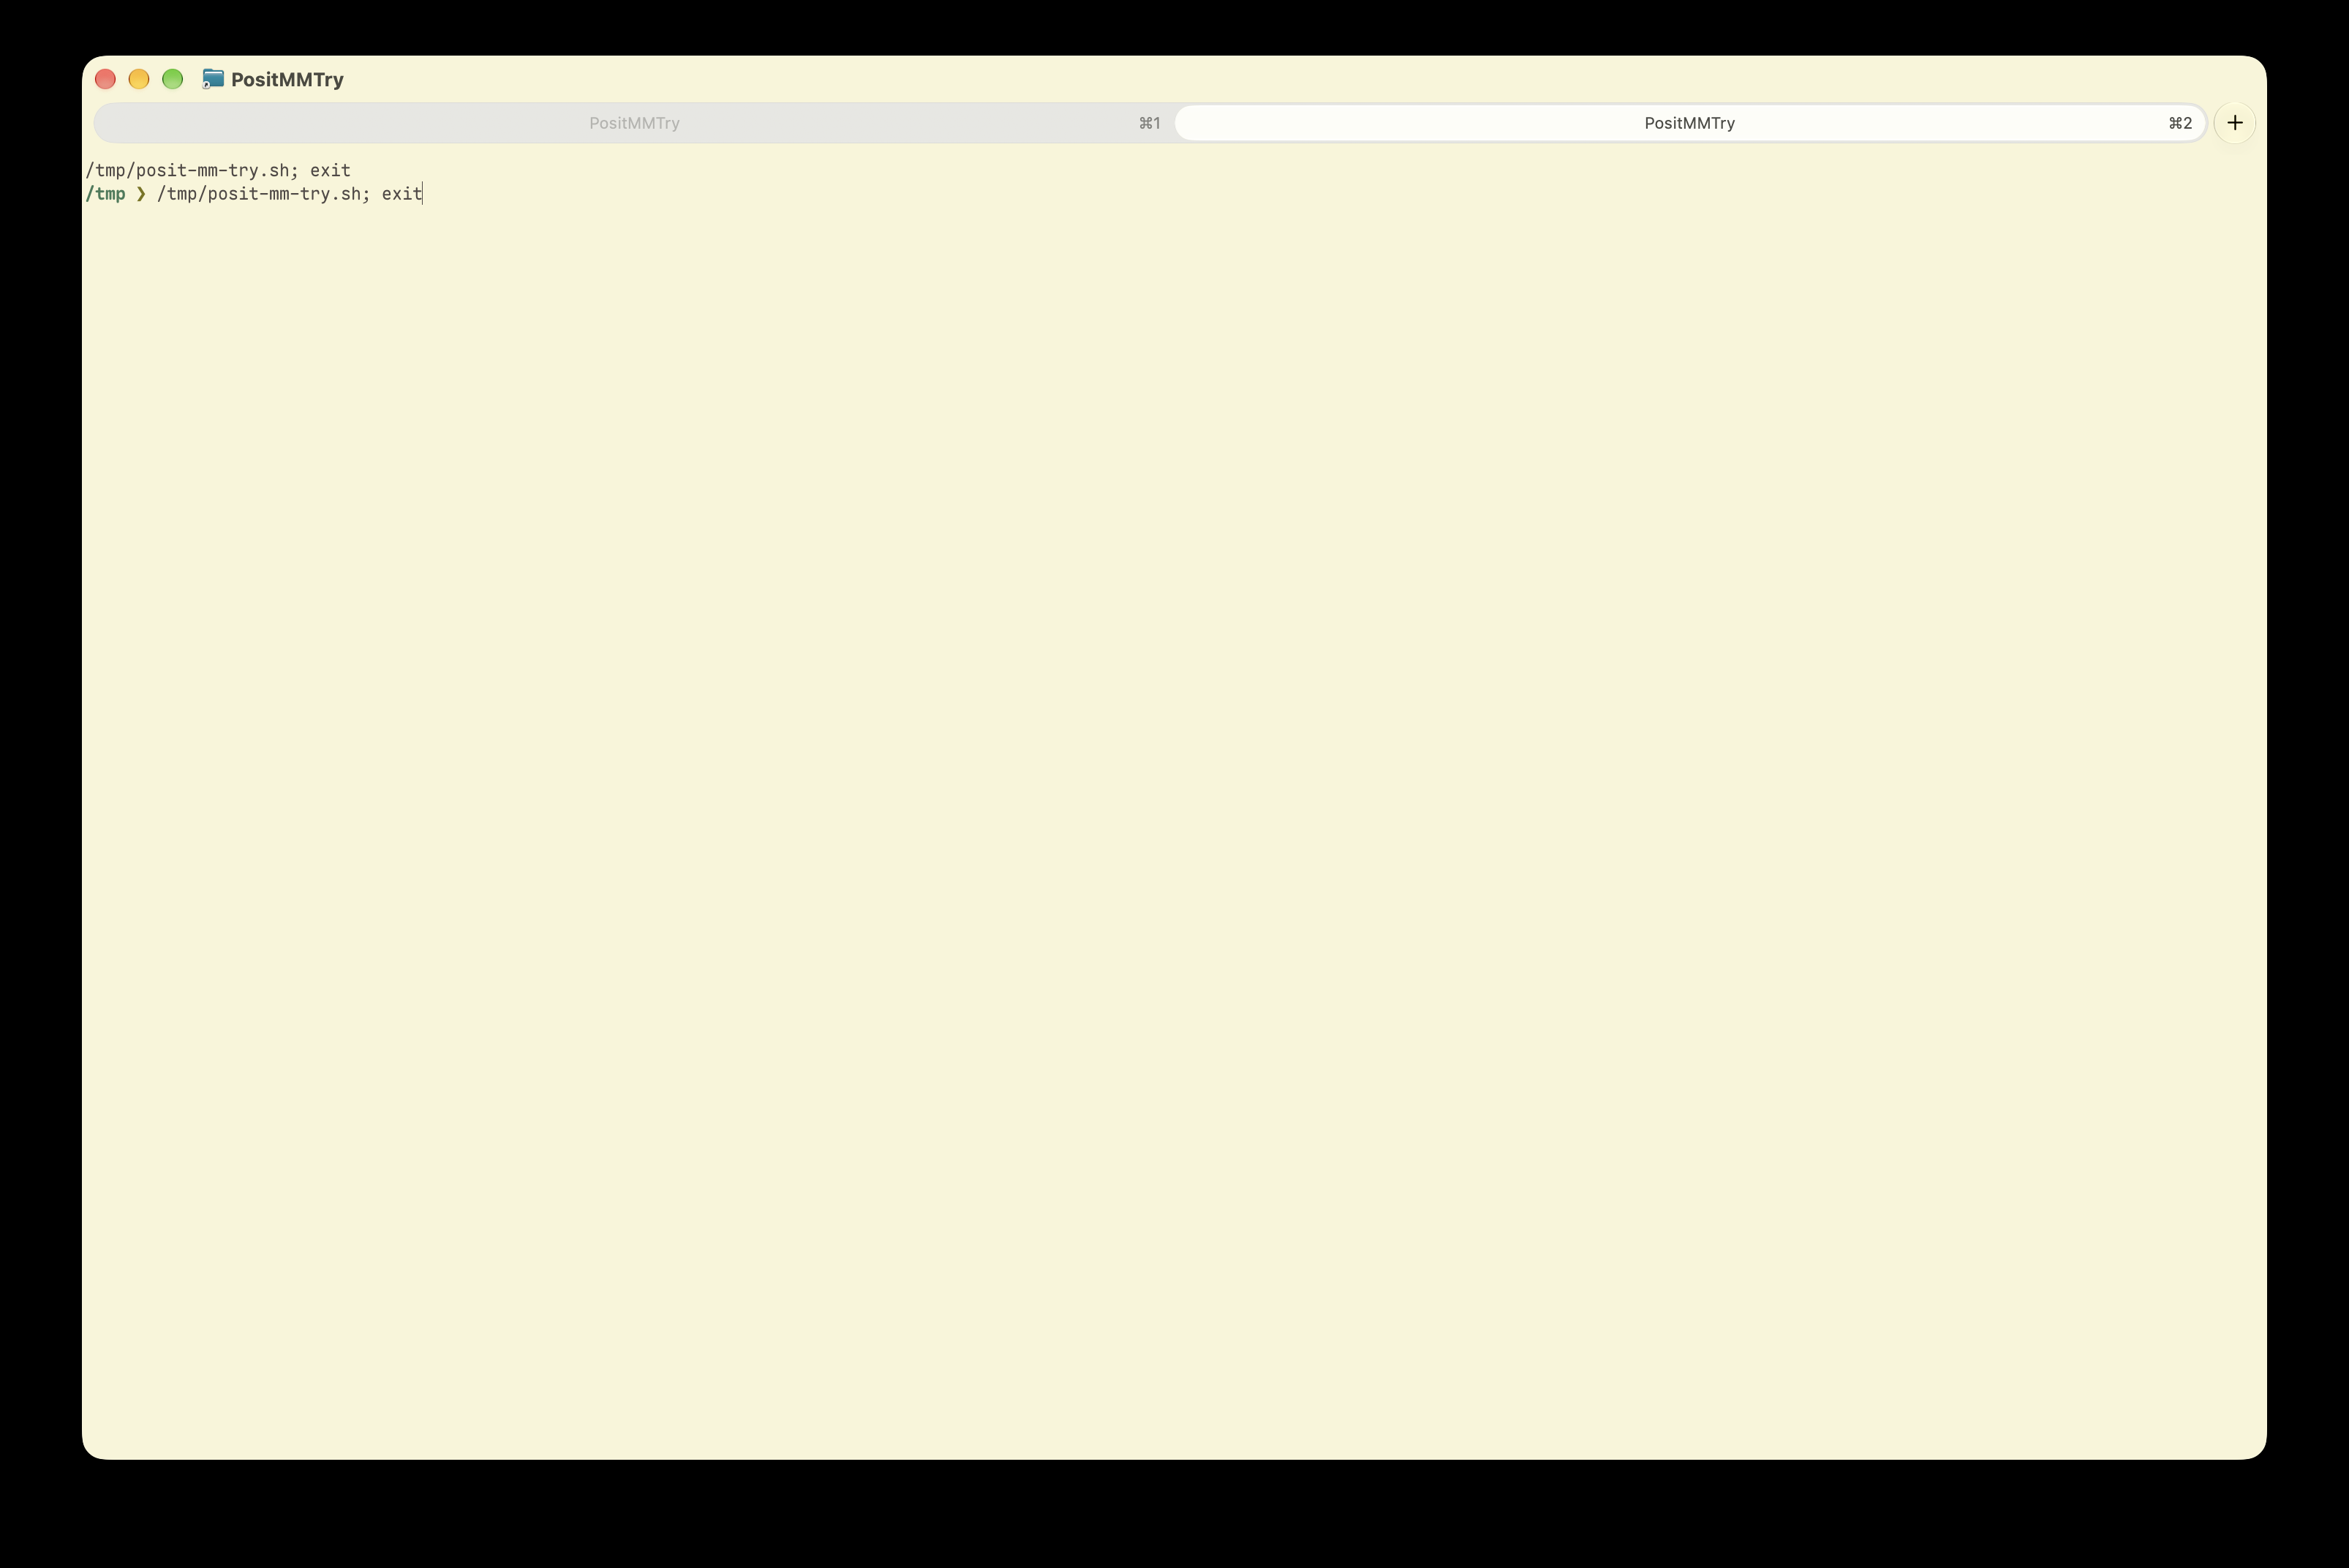 PositMMTry
PositMMTry ⌘1 PositMMTry ⌘2 +
/tmp/posit-mm-try.sh; exit
/tmp ❯ /tmp/posit-mm-try.sh; exit